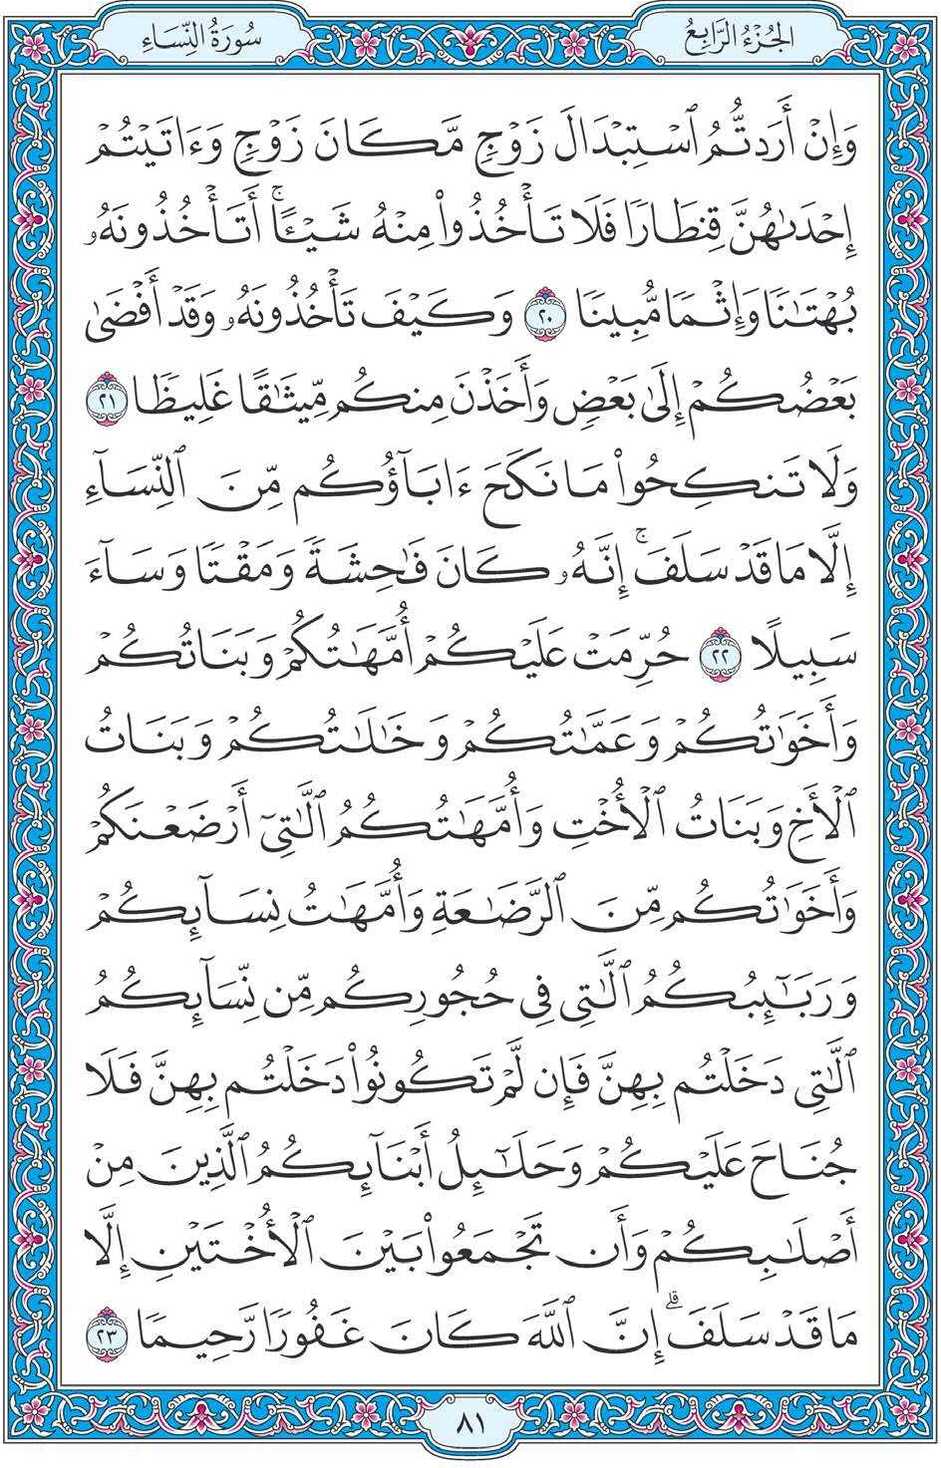 الجُزْءُ الرَّابِعُ
سُورَةُ النِّسَاءِ
وَإِنْ أَرَدتُّمُ ٱسْتِبْدَالَ زَوْجٍ مَّكَانَ زَوْجٍ وَءَاتَيْتُمْ
إِحْدَىٰهُنَّ قِنطَارًا فَلَا تَأْخُذُوا۟ مِنْهُ شَيْـًٔا ۚ أَتَأْخُذُونَهُۥ
بُهْتَـٰنًا وَإِثْمًا مُّبِينًا ٢٠ وَكَيْفَ تَأْخُذُونَهُۥ وَقَدْ أَفْضَىٰ
بَعْضُكُمْ إِلَىٰ بَعْضٍ وَأَخَذْنَ مِنكُم مِّيثَـٰقًا غَلِيظًا ٢١
وَلَا تَنكِحُوا۟ مَا نَكَحَ ءَابَآؤُكُم مِّنَ ٱلنِّسَآءِ
إِلَّا مَا قَدْ سَلَفَ ۚ إِنَّهُۥ كَانَ فَـٰحِشَةً وَمَقْتًا وَسَآءَ
سَبِيلًا ٢٢ حُرِّمَتْ عَلَيْكُمْ أُمَّهَـٰتُكُمْ وَبَنَاتُكُمْ
وَأَخَوَٰتُكُمْ وَعَمَّـٰتُكُمْ وَخَـٰلَـٰتُكُمْ وَبَنَاتُ
ٱلْأَخِ وَبَنَاتُ ٱلْأُخْتِ وَأُمَّهَـٰتُكُمُ ٱلَّـٰتِىٓ أَرْضَعْنَكُمْ
وَأَخَوَٰتُكُم مِّنَ ٱلرَّضَـٰعَةِ وَأُمَّهَـٰتُ نِسَآئِكُمْ
وَرَبَـٰٓئِبُكُمُ ٱلَّـٰتِى فِى حُجُورِكُم مِّن نِّسَآئِكُمُ
ٱلَّـٰتِى دَخَلْتُم بِهِنَّ فَإِن لَّمْ تَكُونُوا۟ دَخَلْتُم بِهِنَّ فَلَا
جُنَاحَ عَلَيْكُمْ وَحَلَـٰٓئِلُ أَبْنَآئِكُمُ ٱلَّذِينَ مِنْ
أَصْلَـٰبِكُمْ وَأَن تَجْمَعُوا۟ بَيْنَ ٱلْأُخْتَيْنِ إِلَّا
مَا قَدْ سَلَفَ ۗ إِنَّ ٱللَّهَ كَانَ غَفُورًا رَّحِيمًا ٢٣
٨١